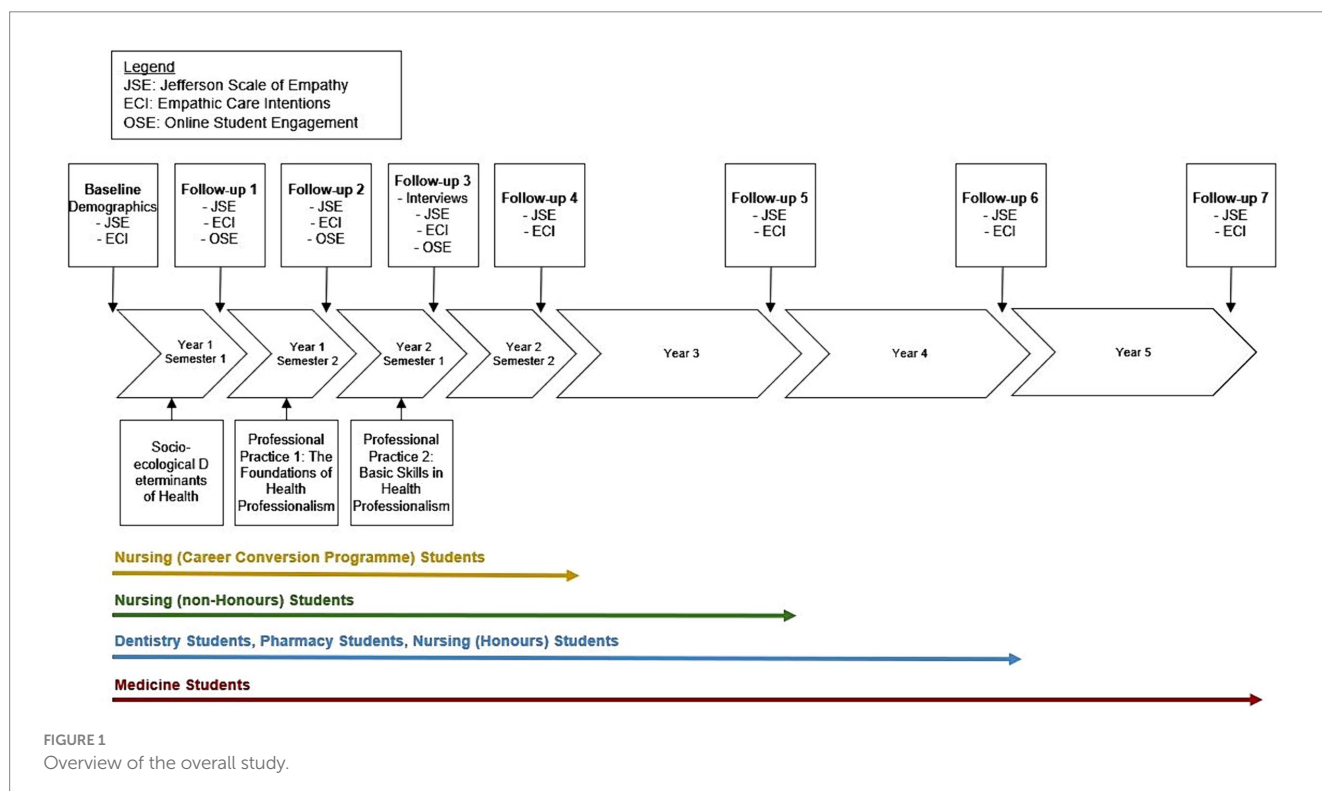 Legend
JSE: Jefferson Scale of Empathy
ECI: Empathic Care Intentions
OSE: Online Student Engagement
Baseline
Demographics
- JSE
- ECI
Follow-up 1
- JSE
- ECI
- OSE
Follow-up 2
- JSE
- ECI
- OSE
Follow-up 3
- Interviews
- JSE
- ECI
- OSE
Follow-up 4
- JSE
- ECI
Follow-up 5
- JSE
- ECI
Follow-up 6
- JSE
- ECI
Follow-up 7
- JSE
- ECI
Year 1
Semester 1
Year 1
Semester 2
Year 2
Semester 1
Year 2
Semester 2
Year 3
Year 4
Year 5
Socio-
ecological D
eterminants
of Health
Professional
Practice 1: The
Foundations of
Health
Professionalism
Professional
Practice 2:
Basic Skills in
Health
Professionalism
Nursing (Career Conversion Programme) Students
Nursing (non-Honours) Students
Dentistry Students, Pharmacy Students, Nursing (Honours) Students
Medicine Students
FIGURE 1
Overview of the overall study.